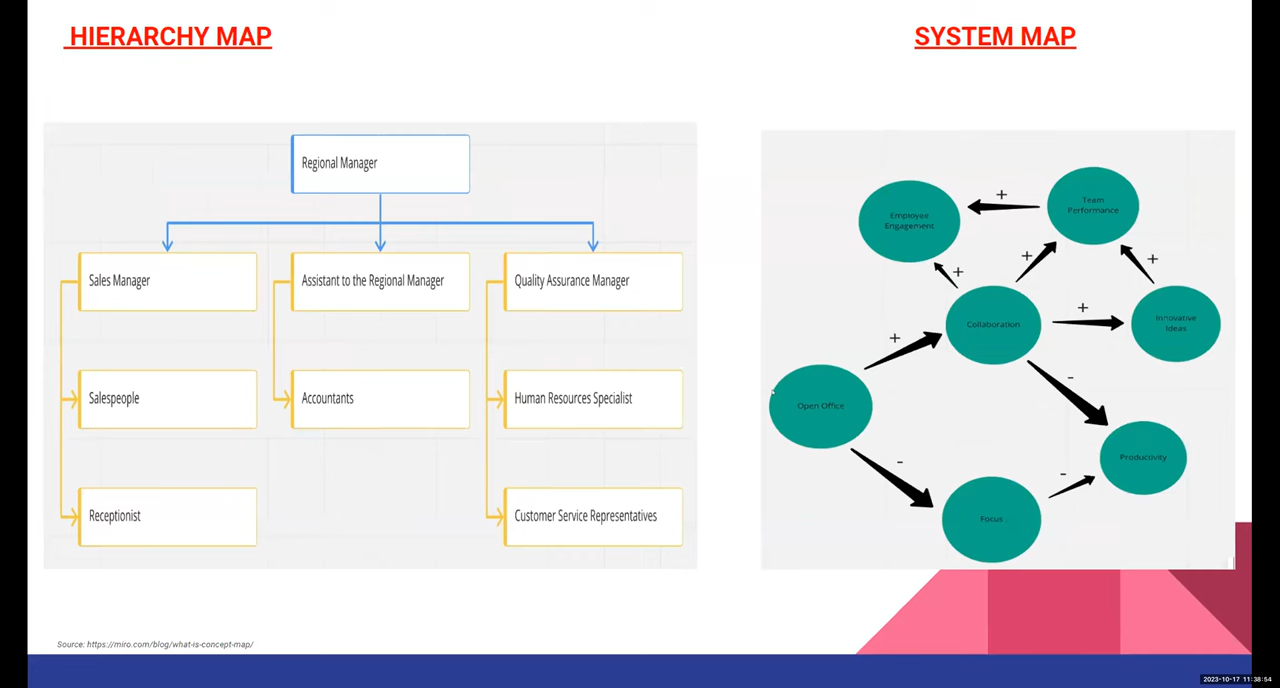 HIERARCHY MAP
SYSTEM MAP
Regional Manager
Sales Manager
Assistant to the Regional Manager
Quality Assurance Manager
Salespeople
Accountants
Human Resources Specialist
Receptionist
Customer Service Representatives
Employee
Engagement
+
Team
Performance
+
+
+
Collaboration
+
Innovative
Ideas
+
-
Open Office
-
Productivity
-
Focus
Source: https://miro.com/blog/what-is-concept-map/
2023-10-17 11:38:54